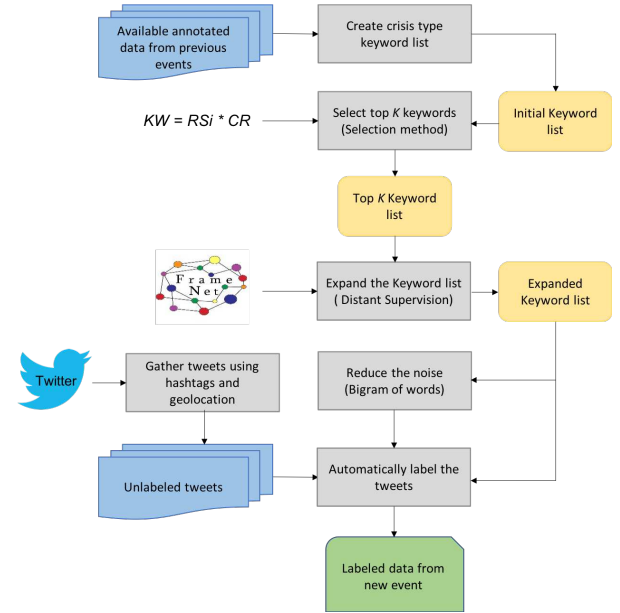 Available annotated
data from previous
events
Create crisis type
keyword list
KW = RSi * CR
Select top K keywords
(Selection method)
Initial Keyword
list
Top K Keyword
list
Frame
Net
Expand the Keyword list
( Distant Supervision)
Expanded
Keyword list
Twitter
Gather tweets using
hashtags and
geolocation
Reduce the noise
(Bigram of words)
Unlabeled tweets
Automatically label the
tweets
Labeled data from
new event